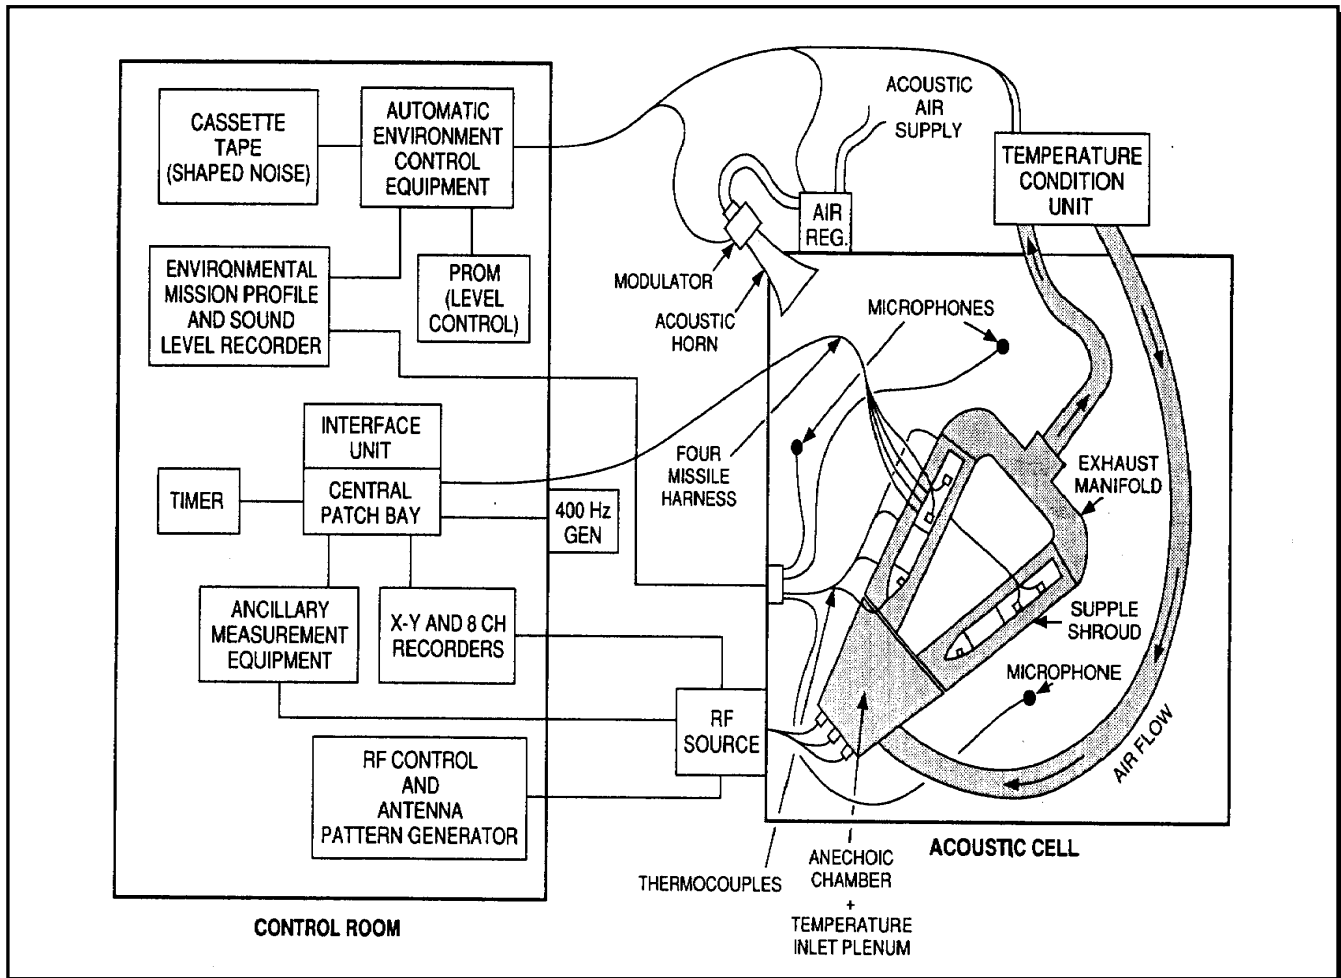 CASSETTE
TAPE
(SHAPED NOISE)
AUTOMATIC
ENVIRONMENT
CONTROL
EQUIPMENT
ENVIRONMENTAL
MISSION PROFILE
AND SOUND
LEVEL RECORDER
PROM
(LEVEL
CONTROL)
INTERFACE
UNIT
TIMER
CENTRAL
PATCH BAY
400 Hz
GEN
ANCILLARY
MEASUREMENT
EQUIPMENT
X-Y AND 8 CH
RECORDERS
RF
SOURCE
RF CONTROL
AND
ANTENNA
PATTERN GENERATOR
CONTROL ROOM
ACOUSTIC
AIR
SUPPLY
TEMPERATURE
CONDITION
UNIT
AIR
REG.
MODULATOR
ACOUSTIC
HORN
MICROPHONES
FOUR
MISSILE
HARNESS
EXHAUST
MANIFOLD
SUPPLE
SHROUD
MICROPHONE
AIR FLOW
ACOUSTIC CELL
THERMOCOUPLES
ANECHOIC
CHAMBER
+
TEMPERATURE
INLET PLENUM